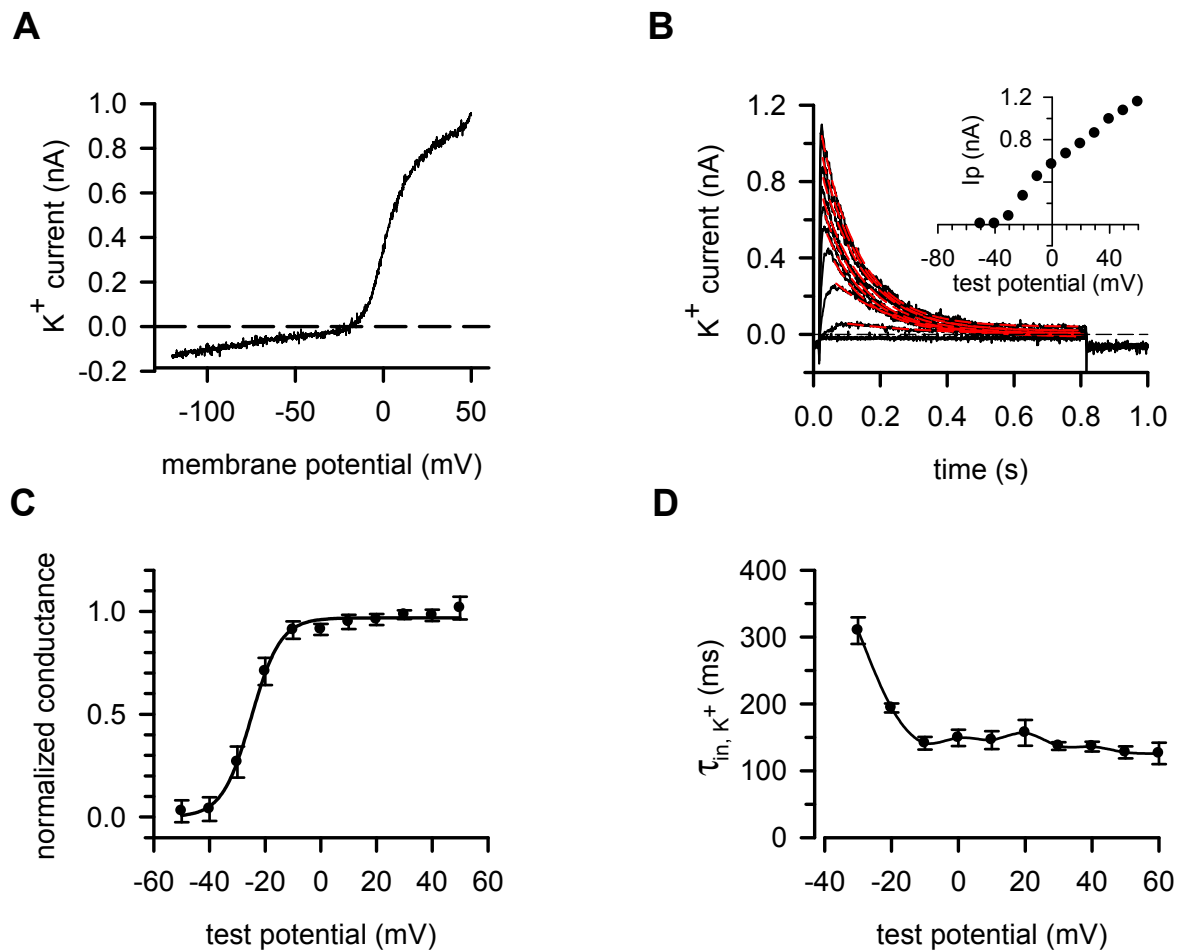 A
1.0
0.8
0.6
0.4
0.2
0.0
-0.2
K+ current (nA)
-100 -50 0 50
membrane potential (mV)
B
1.2
0.8
0.4
0.0
K+ current (nA)
0.0 0.2 0.4 0.6 0.8 1.0
time (s)
1.2
0.8
Ip (nA)
-80 -40 0 40
test potential (mV)
C
1.0
0.5
0.0
normalized conductance
-60 -40 -20 0 20 40 60
test potential (mV)
D
400
300
200
100
0
τin, K+ (ms)
-40 -20 0 20 40 60
test potential (mV)